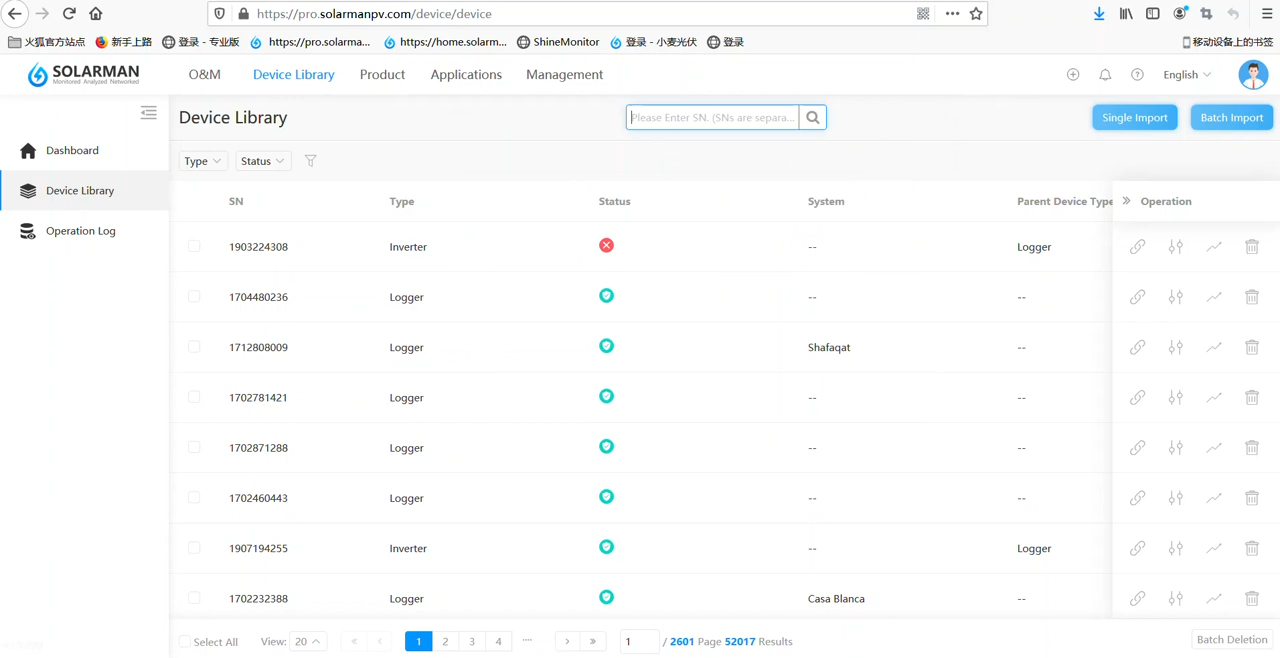 https://pro.solarmanpv.com/device/device
火狐官方站点 新手上路 登录 - 专业版 https://pro.solarma... https://home.solarm... ShineMonitor 登录 - 小麦光伏 登录 移动设备上的书签
SOLARMAN O&M Device Library Product Applications Management English
Monitored Analyzed Networked
Device Library Please Enter SN. (SNs are separa... Single Import Batch Import
Dashboard
Device Library
Operation Log
Type Status
SN Type Status System Parent Device Type Operation
1903224308 Inverter -- Logger
1704480236 Logger -- --
1712808009 Logger Shafaqat --
1702781421 Logger -- --
1702871288 Logger -- --
1702460443 Logger -- --
1907194255 Inverter -- Logger
1702232388 Logger Casa Blanca --
Select All View: 20 « ‹ 1 2 3 4 ···· › » 1 / 2601 Page 52017 Results Batch Deletion